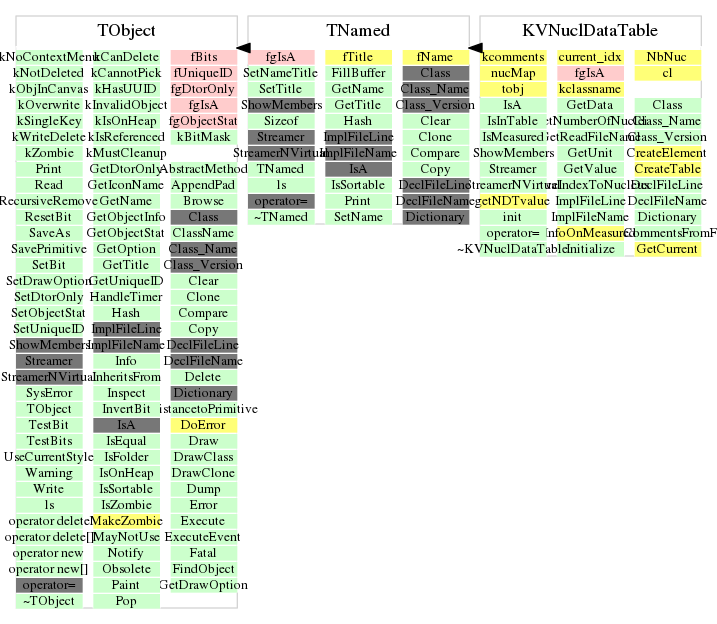 TObject TNamed KVNuclDataTable
kNoContextMenu kCanDelete fBits fgIsA fTitle fName kcomments current_idx NbNuc
kNotDeleted kCannotPick fUniqueID SetNameTitle FillBuffer Class nucMap fgIsA cl
kObjInCanvas kHasUUID fgDtorOnly SetTitle GetName Class_Name tobj kclassname
kOverwrite kInvalidObject fgIsA ShowMembers GetTitle Class_Version IsA GetData Class
kSingleKey kIsOnHeap fgObjectStat Sizeof Hash Clear IsInTable Class_Name
kWriteDelete kIsReferenced kBitMask Streamer ImplFileLine Clone IsMeasured GetReadFileName Class_Version
kZombie kMustCleanup StreamerNVirtual ImplFileName Compare ShowMembers GetUnit CreateElement
Print GetDtorOnly AbstractMethod TNamed IsA Copy Streamer GetValue CreateTable
Read GetIconName AppendPad ls IsSortable DeclFileLine StreamerNVirtual DeclFileLine
RecursiveRemove GetName Browse operator= Print DeclFileName getNDTValue ImplFileLine DeclFileName
ResetBit GetObjectInfo Class ~TNamed SetName Dictionary init ImplFileName Dictionary
SaveAs GetObjectStat ClassName operator= InfoOnMeasure CommentsFromF
SavePrimitive GetOption Class_Name ~KVNuclDataTable Initialize GetCurrent
SetBit GetTitle Class_Version
SetDrawOption GetUniqueID Clear
SetDtorOnly HandleTimer Clone
SetObjectStat Hash Compare
SetUniqueID ImplFileLine Copy
ShowMembers ImplFileName DeclFileLine
Streamer Info DeclFileName
StreamerNVirtual InheritsFrom Delete
SysError Inspect Dictionary
TObject InvertBit istancetoPrimitive
TestBit IsA DoError
TestBits IsEqual Draw
UseCurrentStyle IsFolder DrawClass
Warning IsOnHeap DrawClone
Write IsSortable Dump
ls IsZombie Error
operator delete MakeZombie Execute
operator delete[] MayNotUse ExecuteEvent
operator new Notify Fatal
operator new[] Obsolete FindObject
operator= Paint GetDrawOption
~TObject Pop